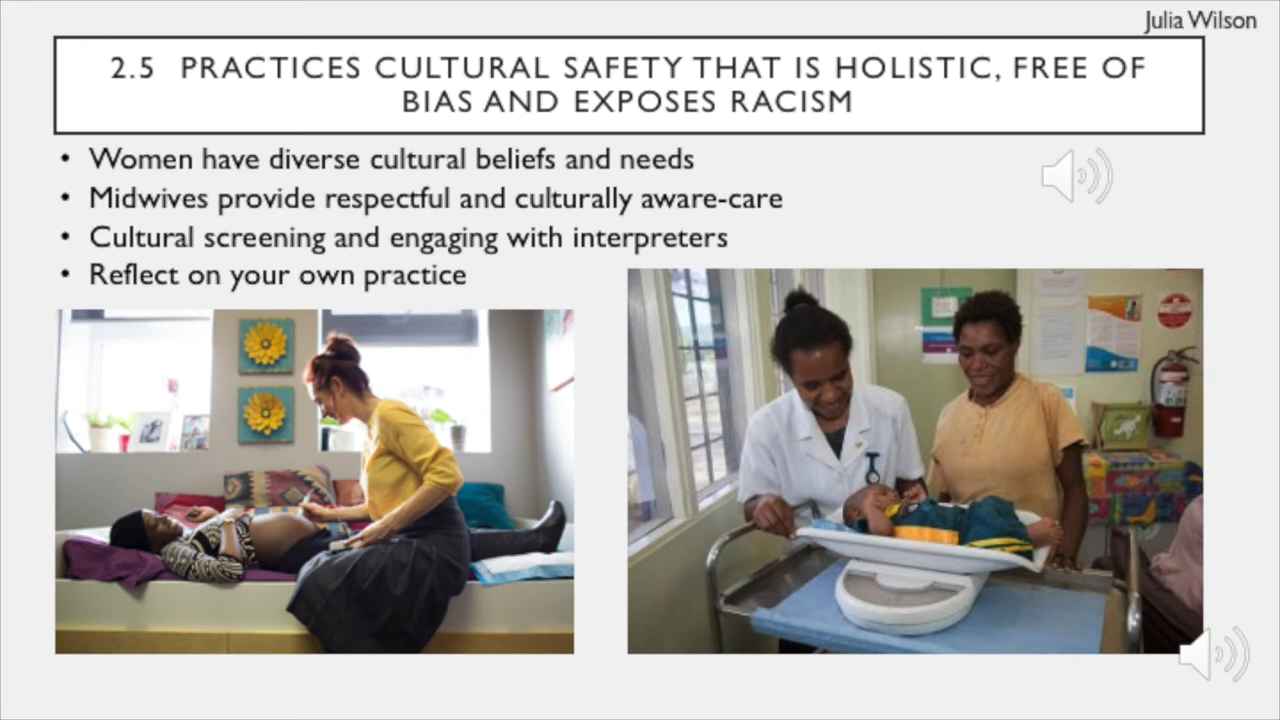 Julia Wilson
2.5 PRACTICES CULTURAL SAFETY THAT IS HOLISTIC, FREE OF
BIAS AND EXPOSES RACISM
• Women have diverse cultural beliefs and needs
• Midwives provide respectful and culturally aware-care
• Cultural screening and engaging with interpreters
• Reflect on your own practice